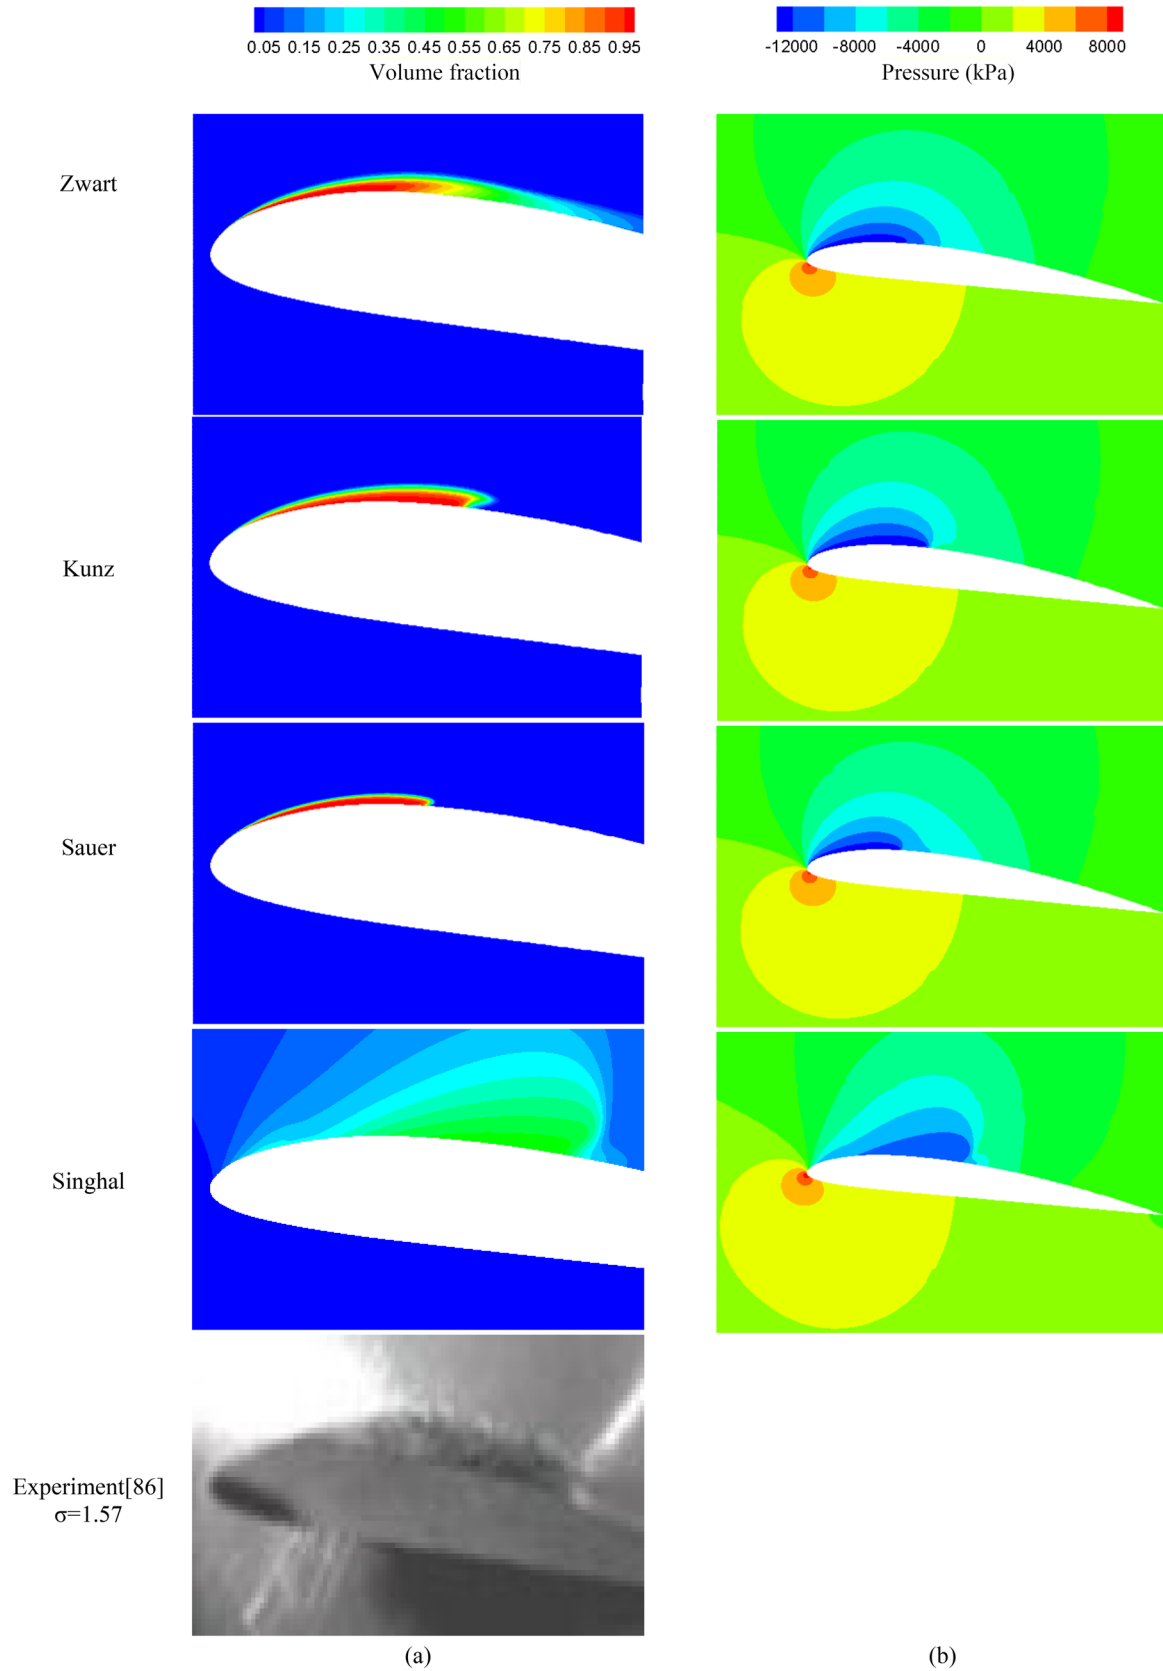 0.05 0.15 0.25 0.35 0.45 0.55 0.65 0.75 0.85 0.95
Volume fraction
-12000 -8000 -4000 0 4000 8000
Pressure (kPa)
Zwart
Kunz
Sauer
Singhal
Experiment[86]
σ=1.57
(a)
(b)